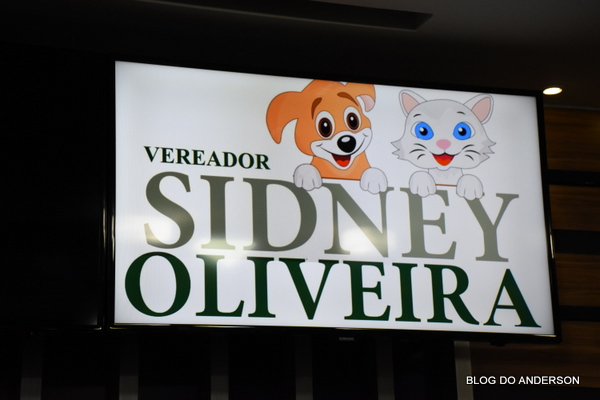 VEREADOR
SIDNEY
OLIVEIRA
BLOG DO ANDERSON